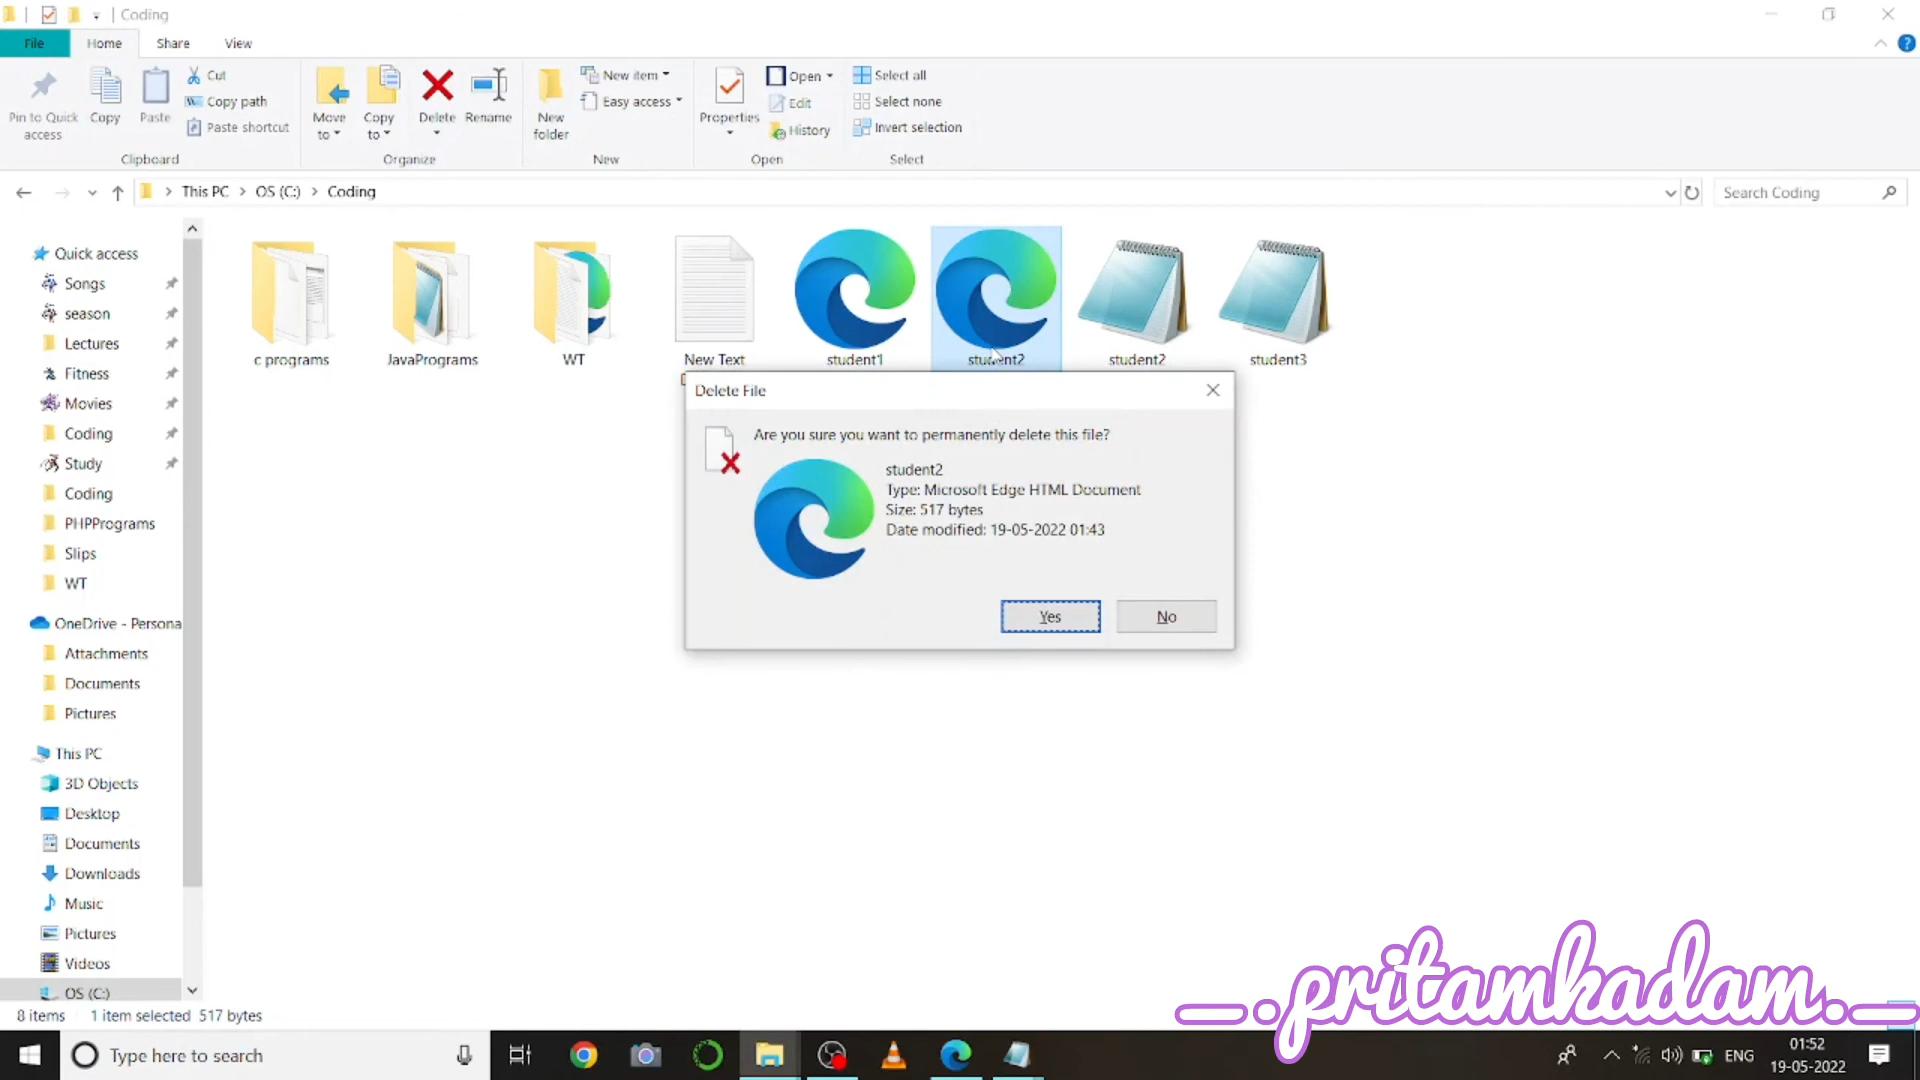 Coding
File Home Share View
Pin to Quick access
Copy
Paste
Cut
Copy path
Paste shortcut
Clipboard
Move to
Copy to
Delete
Rename
Organize
New folder
New item
Easy access
New
Properties
Open
Edit
History
Open
Select all
Select none
Invert selection
Select
This PC > OS (C:) > Coding
Search Coding
Quick access
Songs
season
Lectures
Fitness
Movies
Coding
Study
Coding
PHPPrograms
Slips
WT
OneDrive - Persona
Attachments
Documents
Pictures
This PC
3D Objects
Desktop
Documents
Downloads
Music
Pictures
Videos
OS (C:)
c programs
JavaPrograms
WT
New Text
student1
student2
student2
student3
Delete File
Are you sure you want to permanently delete this file?
student2
Type: Microsoft Edge HTML Document
Size: 517 bytes
Date modified: 19-05-2022 01:43
Yes
No
8 items 1 item selected 517 bytes
_.pritamkadam._
Type here to search
ENG
01:52
19-05-2022